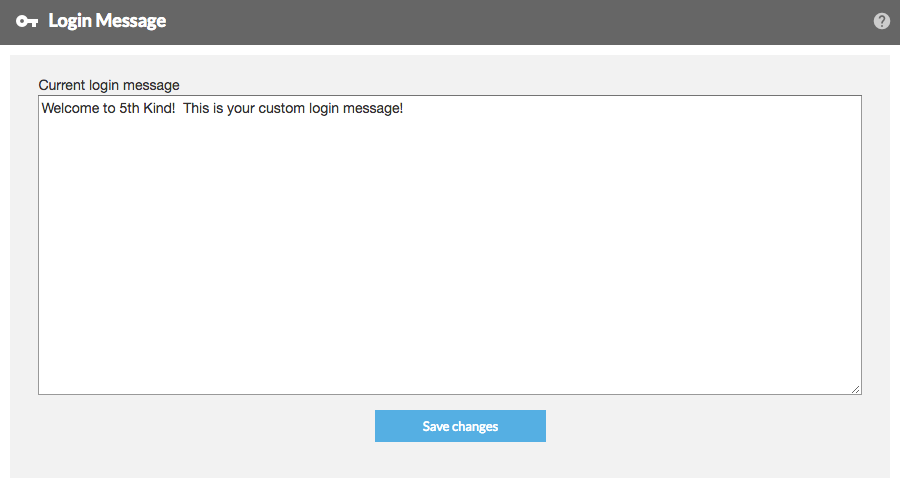 Login Message
Current login message
Welcome to 5th Kind!  This is your custom login message!
Save changes